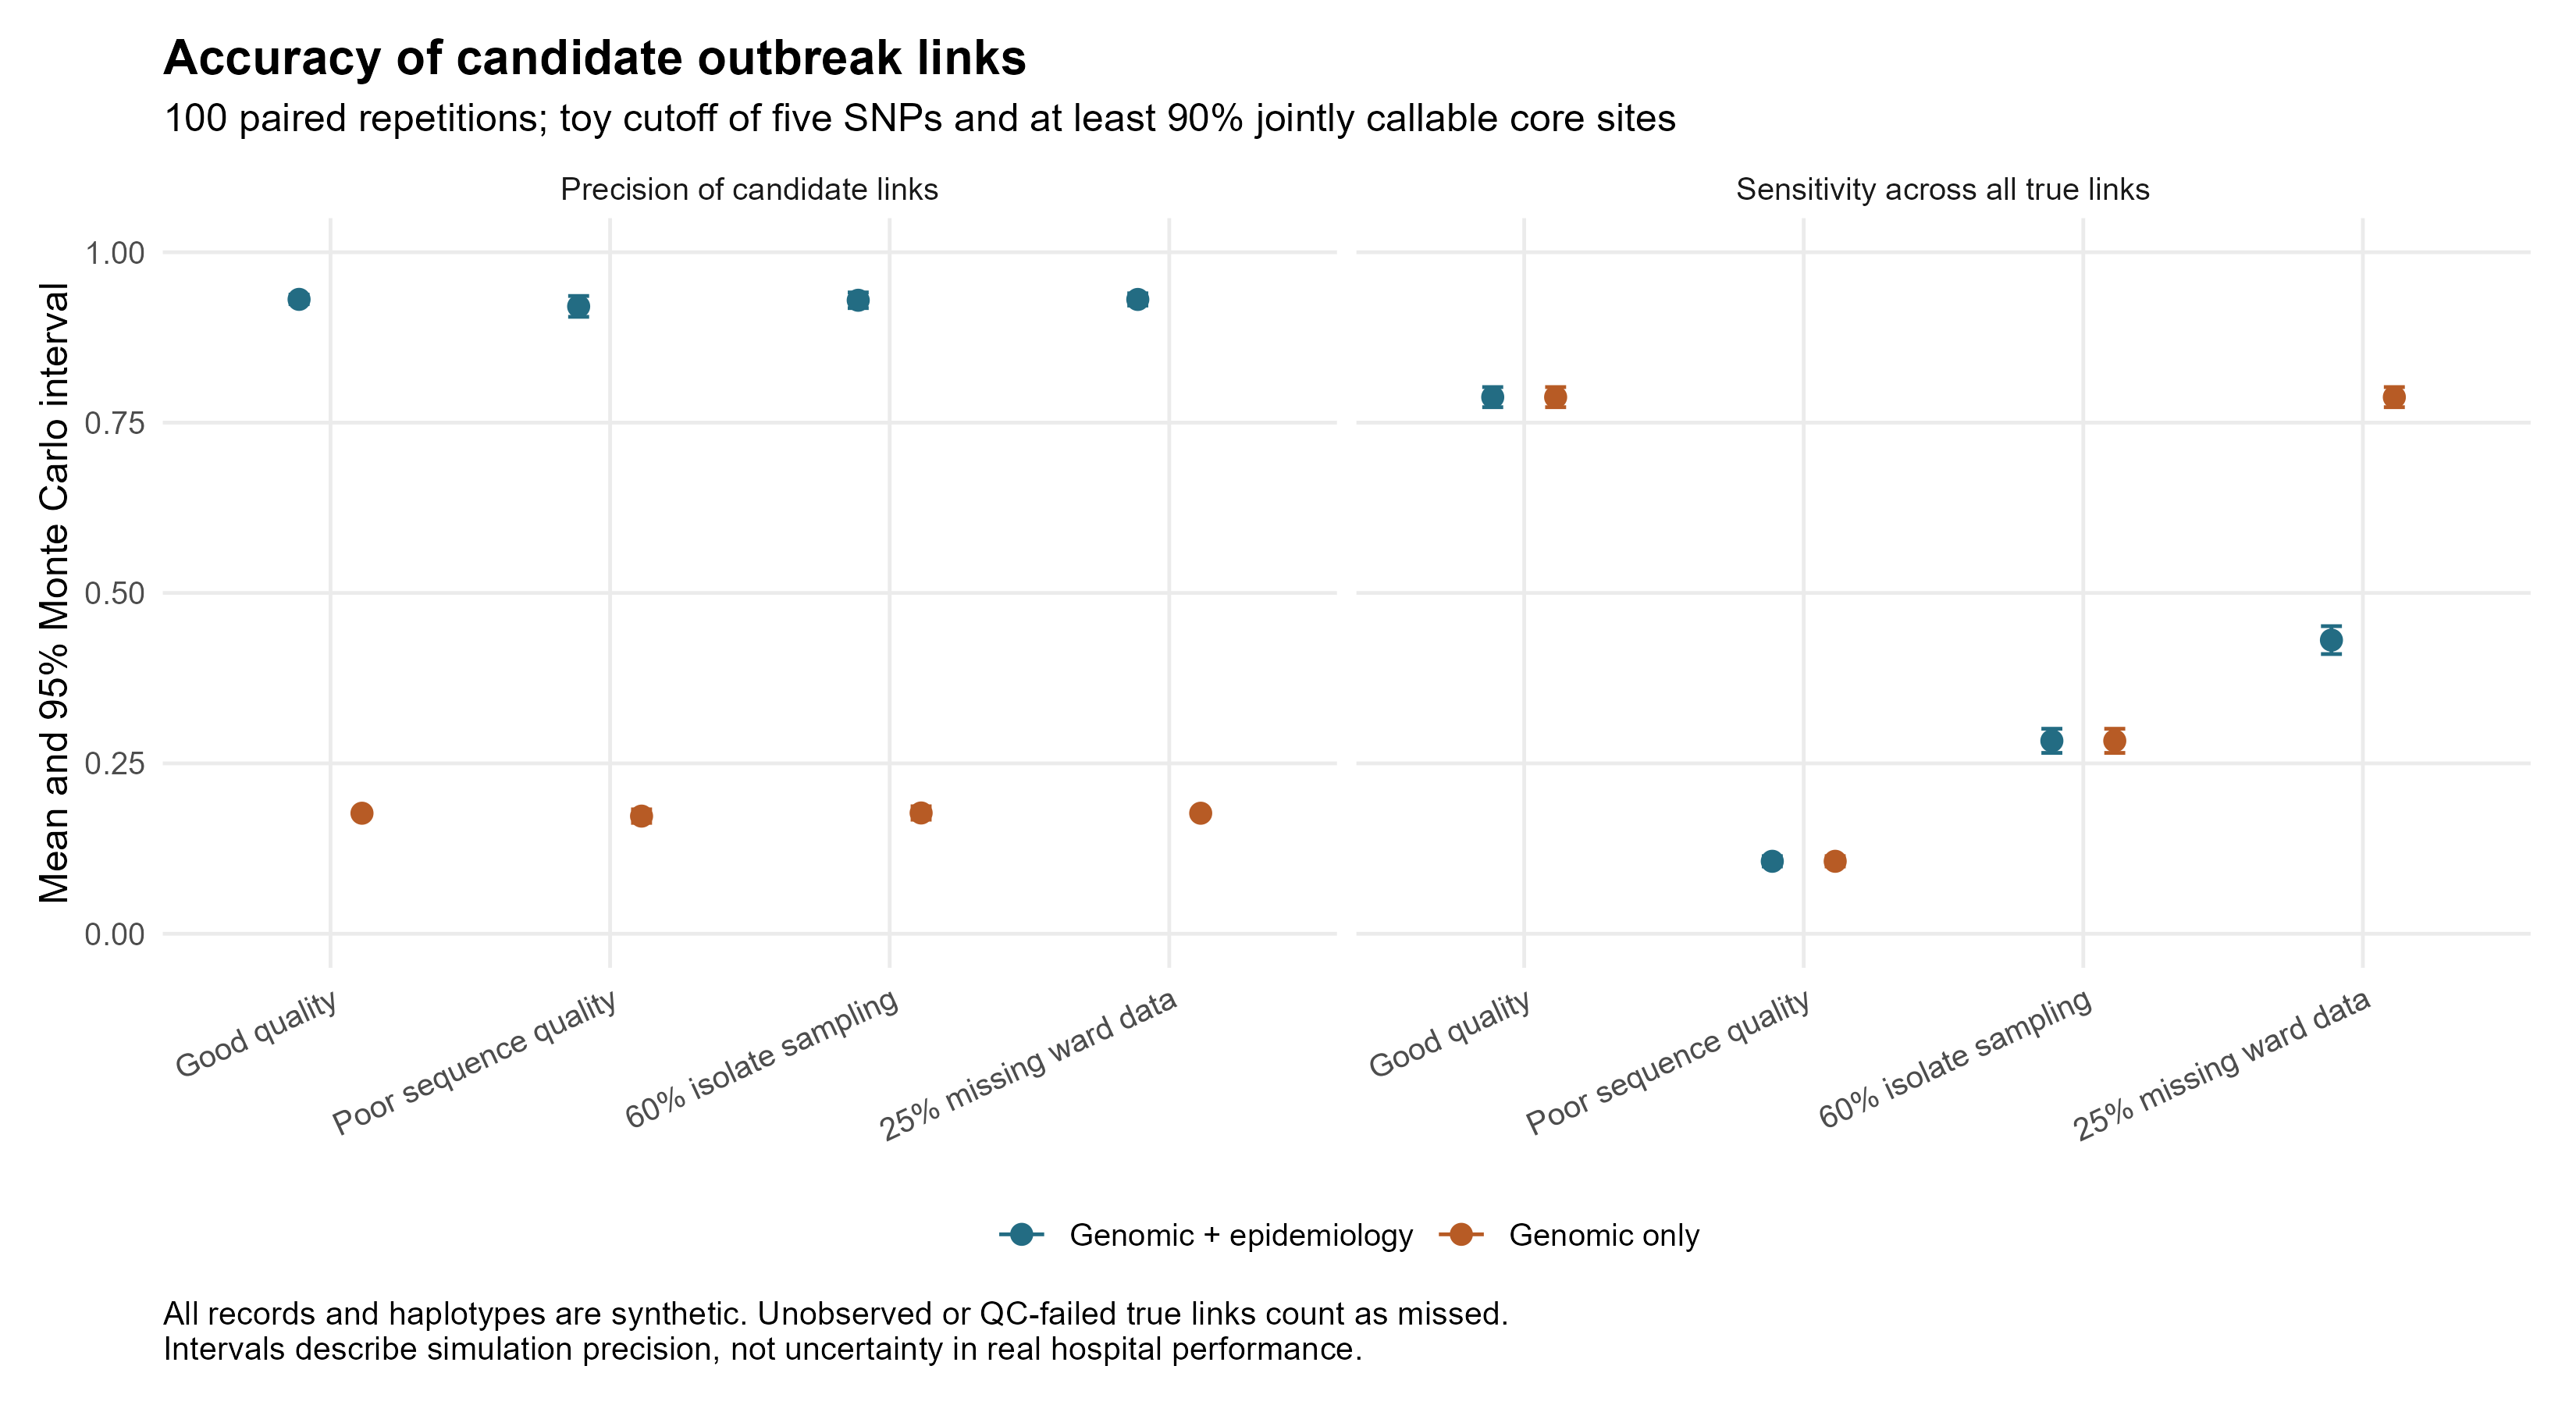 Accuracy of candidate outbreak links
100 paired repetitions; toy cutoff of five SNPs and at least 90% jointly callable core sites
Precision of candidate links
Sensitivity across all true links
Mean and 95% Monte Carlo interval
1.00
0.75
0.50
0.25
0.00
Good quality
Poor sequence quality
60% isolate sampling
25% missing ward data
Good quality
Poor sequence quality
60% isolate sampling
25% missing ward data
Genomic + epidemiology
Genomic only
All records and haplotypes are synthetic. Unobserved or QC-failed true links count as missed.
Intervals describe simulation precision, not uncertainty in real hospital performance.